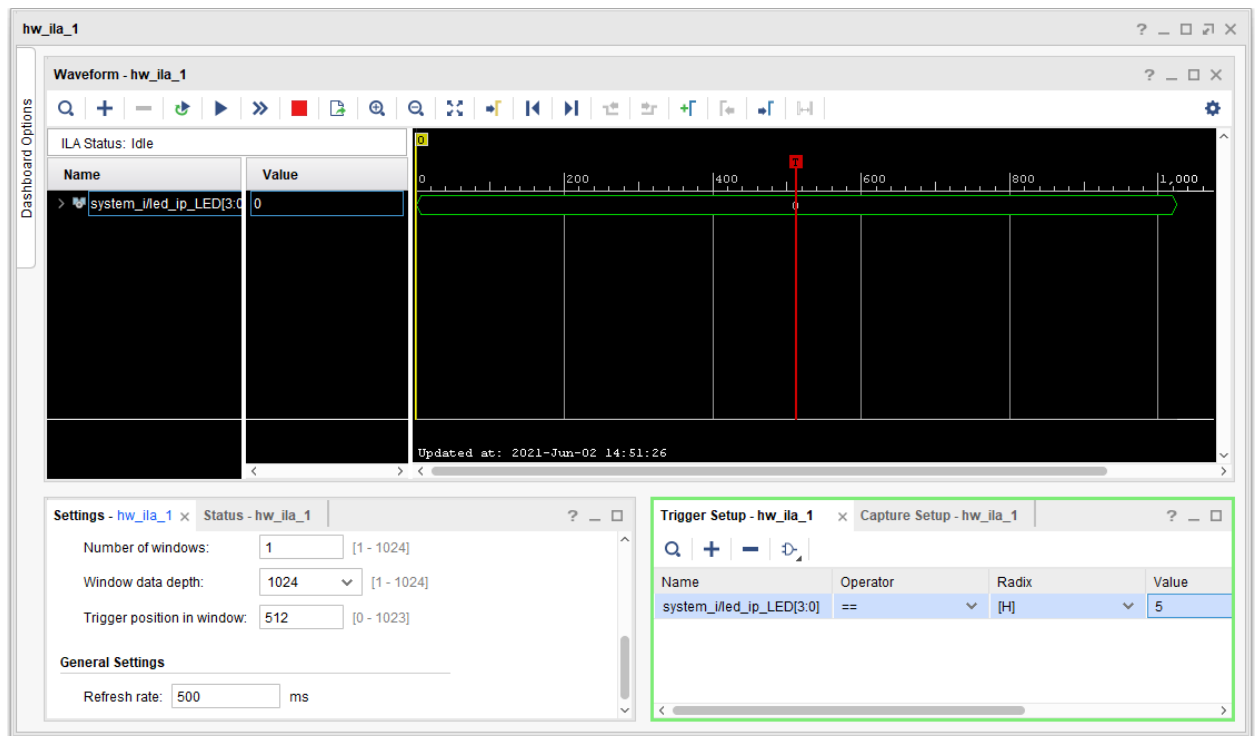 hw_ila_1
Dashboard Options
Waveform - hw_ila_1
ILA Status: Idle
Name Value
system_i/led_ip_LED[3:0 0
0
T
0 200 400 600 800 1,000
0
Updated at: 2021-Jun-02 14:51:26
Settings - hw_ila_1 × Status - hw_ila_1
Number of windows: 1 [1 - 1024]
Window data depth: 1024 [1 - 1024]
Trigger position in window: 512 [0 - 1023]
General Settings
Refresh rate: 500 ms
Trigger Setup - hw_ila_1 × Capture Setup - hw_ila_1
Name Operator Radix Value
system_i/led_ip_LED[3:0] == [H] 5